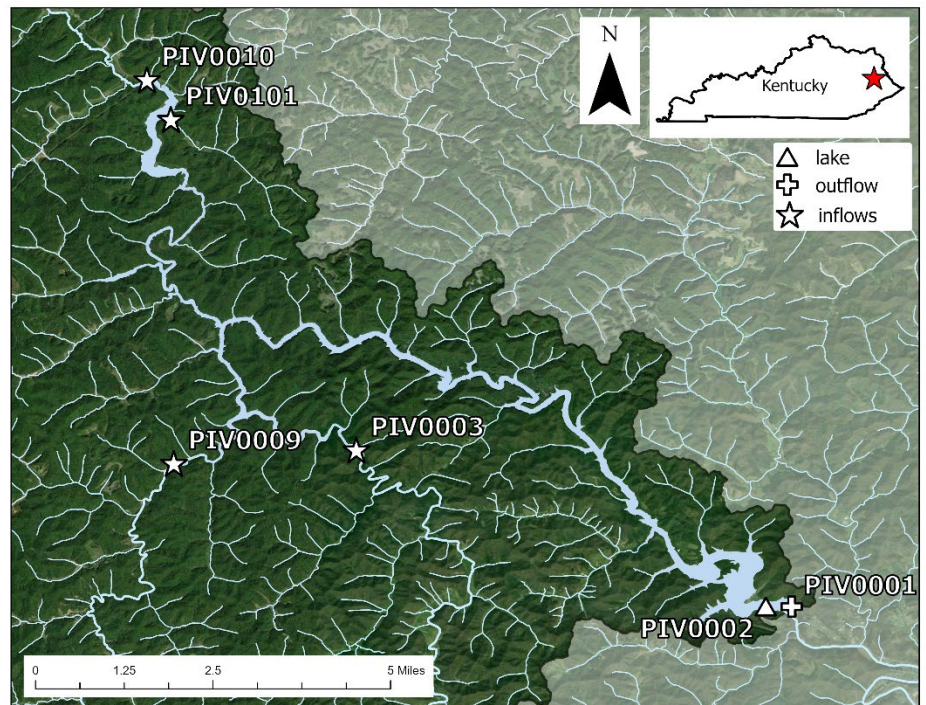 PIV0010
PIV0101
N
Kentucky
lake
outflow
inflows
PIV0009
PIV0003
PIV0001
PIV0002
0 1.25 2.5 5 Miles